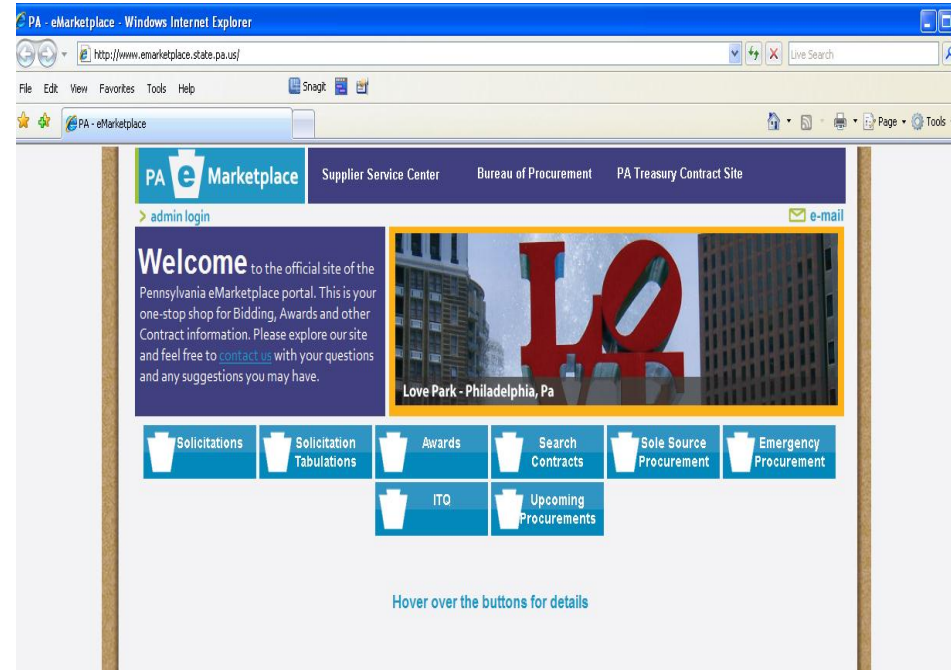 PA - eMarketplace - Windows Internet Explorer
http://www.emarketplace.state.pa.us/
Live Search
File Edit View Favorites Tools Help
Snagit
PA - eMarketplace
Page
Tools
PA e Marketplace
Supplier Service Center
Bureau of Procurement
PA Treasury Contract Site
> admin login
e-mail
Welcome to the official site of the
Pennsylvania eMarketplace portal. This is your
one-stop shop for Bidding, Awards and other
Contract information. Please explore our site
and feel free to contact us with your questions
and any suggestions you may have.
LOVE
Love Park - Philadelphia, Pa
Solicitations
Solicitation
Tabulations
Awards
Search
Contracts
Sole Source
Procurement
Emergency
Procurement
ITQ
Upcoming
Procurements
Hover over the buttons for details